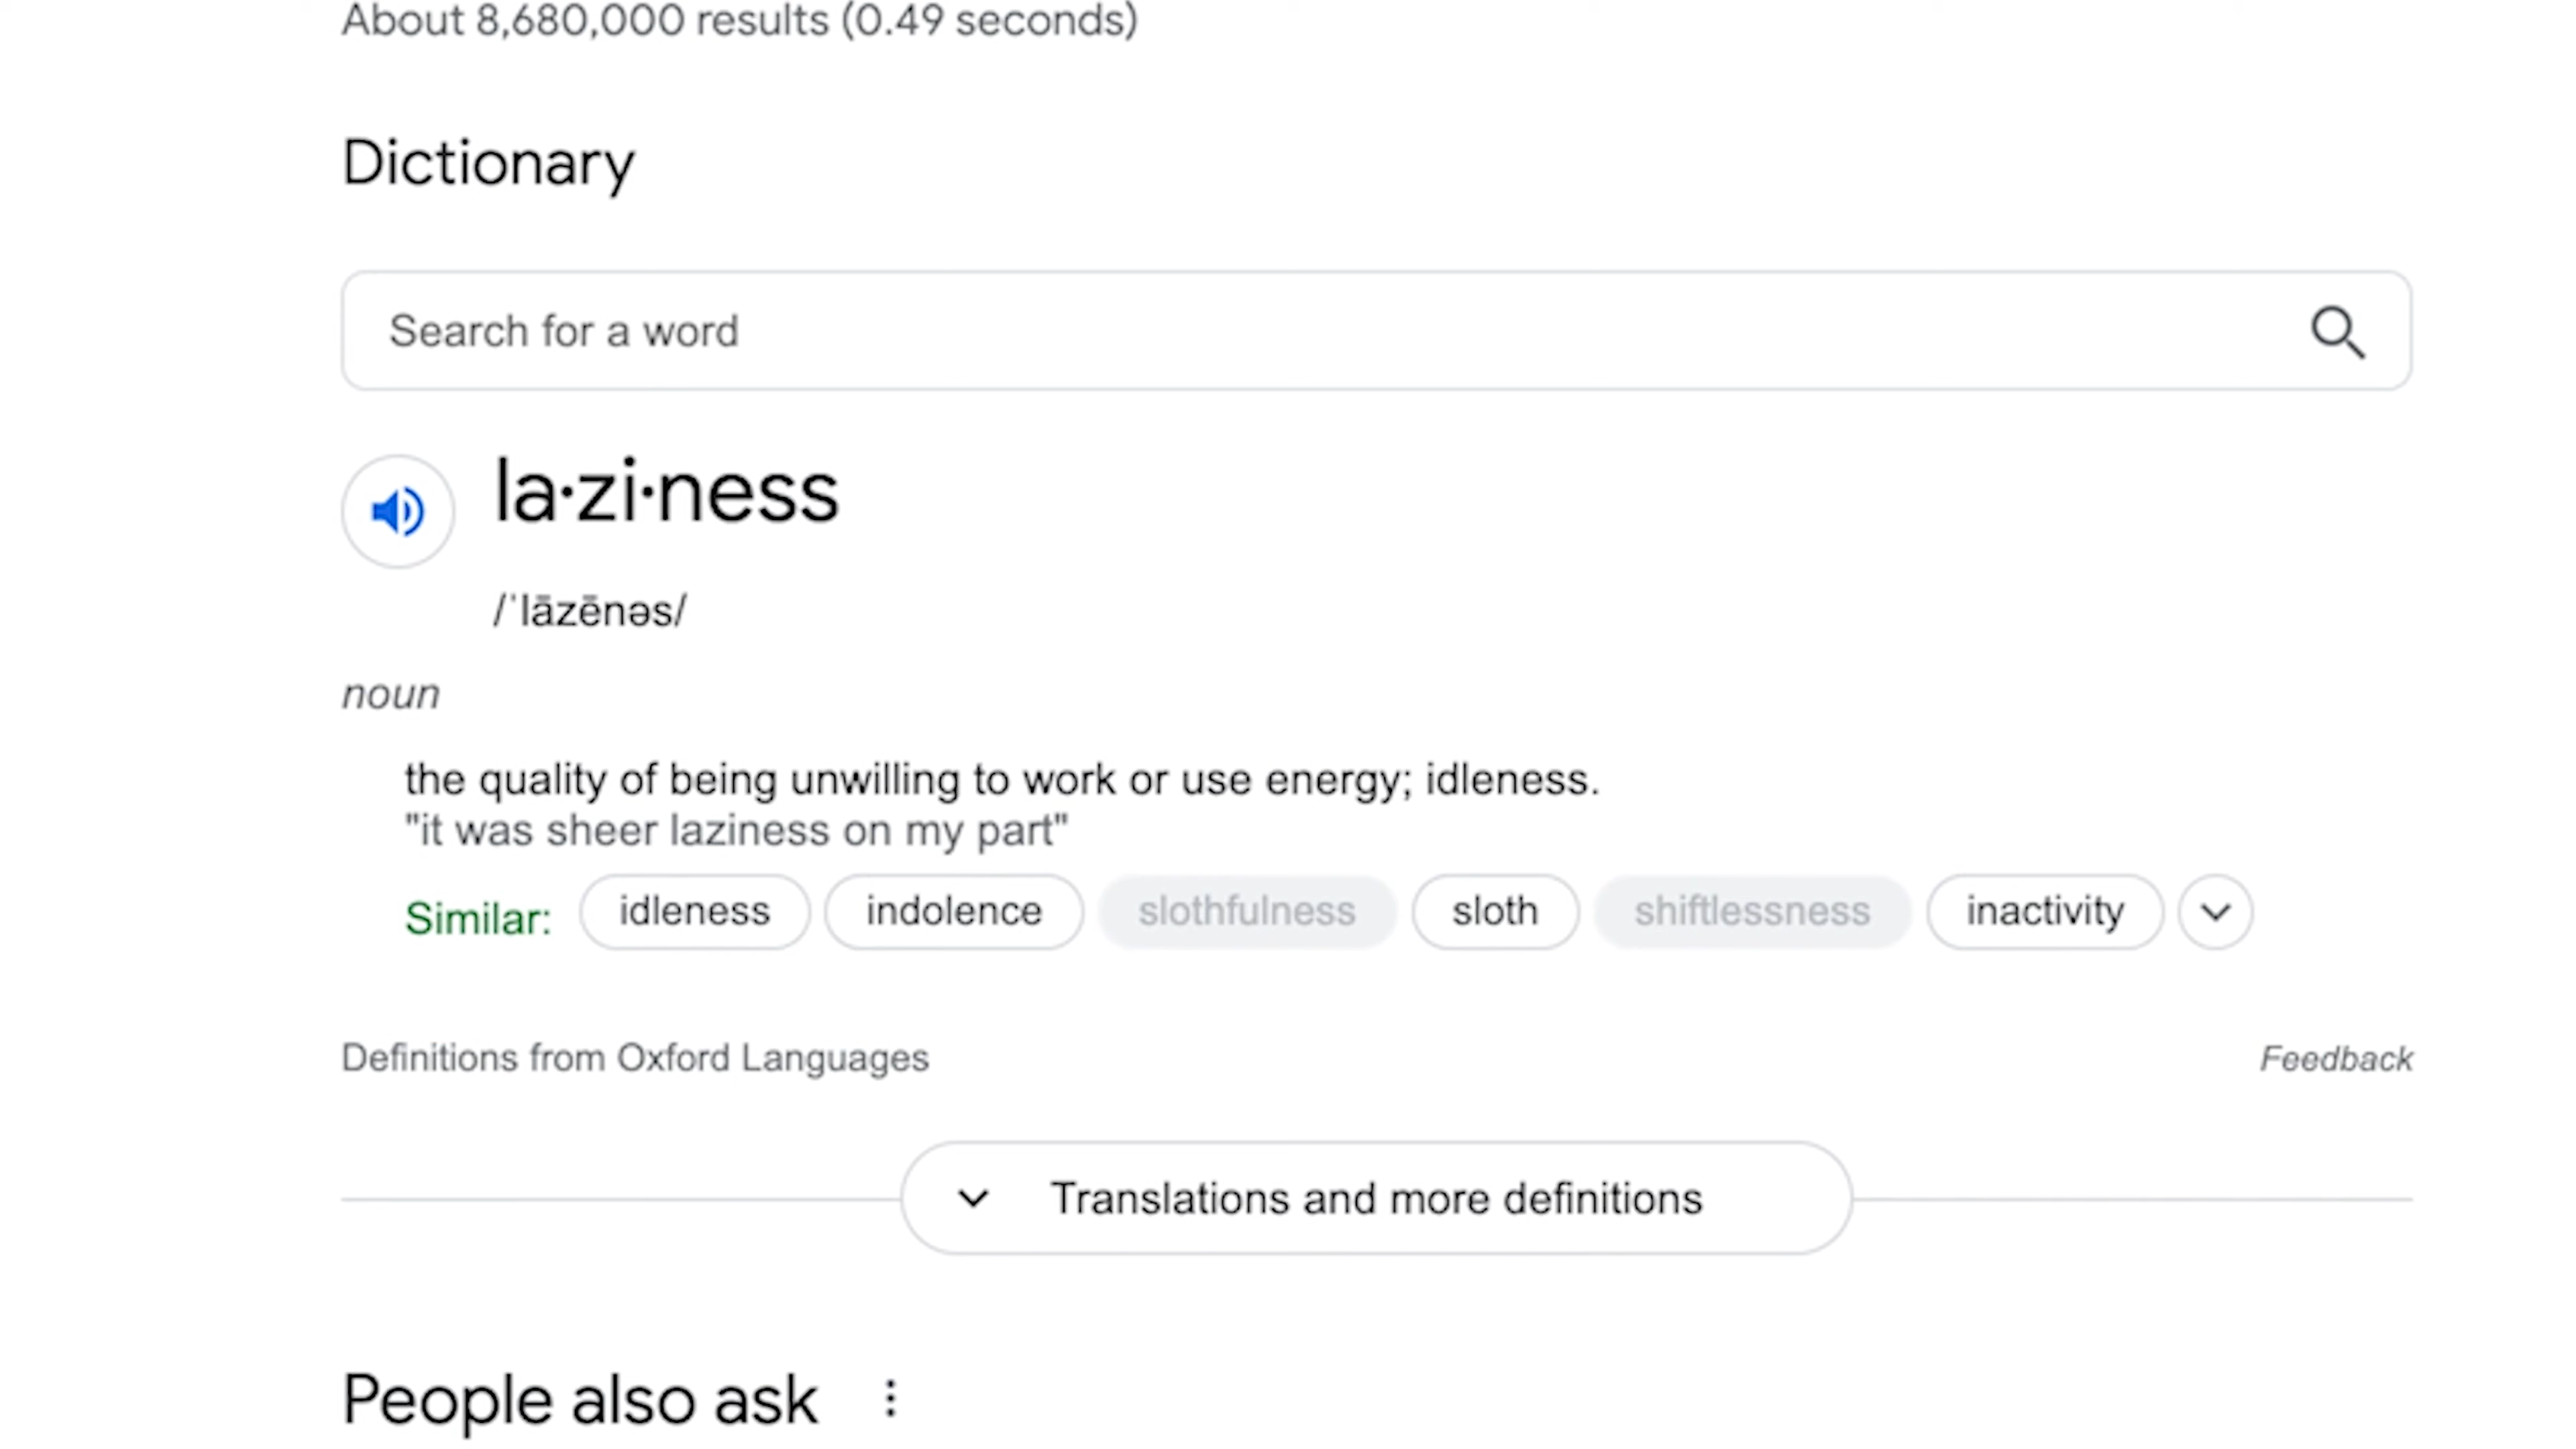 About 8,680,000 results (0.49 seconds)
Dictionary
Search for a word
la·zi·ness
/ˈlāzēnəs/
noun
the quality of being unwilling to work or use energy; idleness.
"it was sheer laziness on my part"
Similar: idleness indolence slothfulness sloth shiftlessness inactivity
Definitions from Oxford Languages Feedback
Translations and more definitions
People also ask